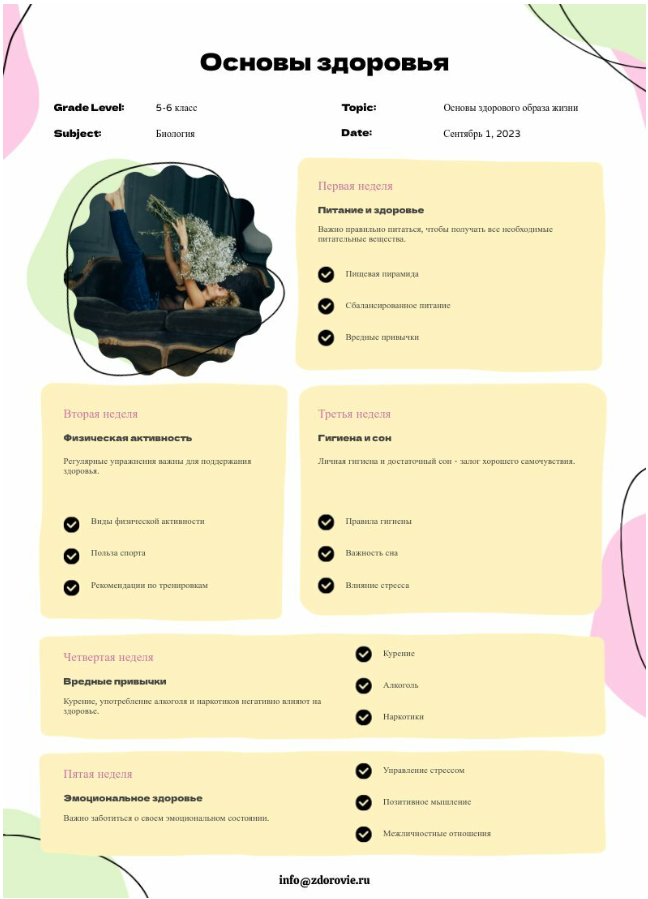 Основы здоровья
Grade Level: 5-6 класс
Topic: Основы здорового образа жизни
Subject: Биология
Date: Сентябрь 1, 2023
Первая неделя
Питание и здоровье
Важно правильно питаться, чтобы получать все необходимые
питательные вещества.
Пищевая пирамида
Сбалансированное питание
Вредные привычки
Вторая неделя
Физическая активность
Регулярные упражнения важны для поддержания
здоровья.
Виды физической активности
Польза спорта
Рекомендации по тренировкам
Третья неделя
Гигиена и сон
Личная гигиена и достаточный сон - залог хорошего самочувствия.
Правила гигиены
Важность сна
Влияние стресса
Четвертая неделя
Вредные привычки
Курение, употребление алкоголя и наркотиков негативно влияют на
здоровье.
Курение
Алкоголь
Наркотики
Пятая неделя
Эмоциональное здоровье
Важно заботиться о своем эмоциональном состоянии.
Управление стрессом
Позитивное мышление
Межличностные отношения
info@zdorovie.ru